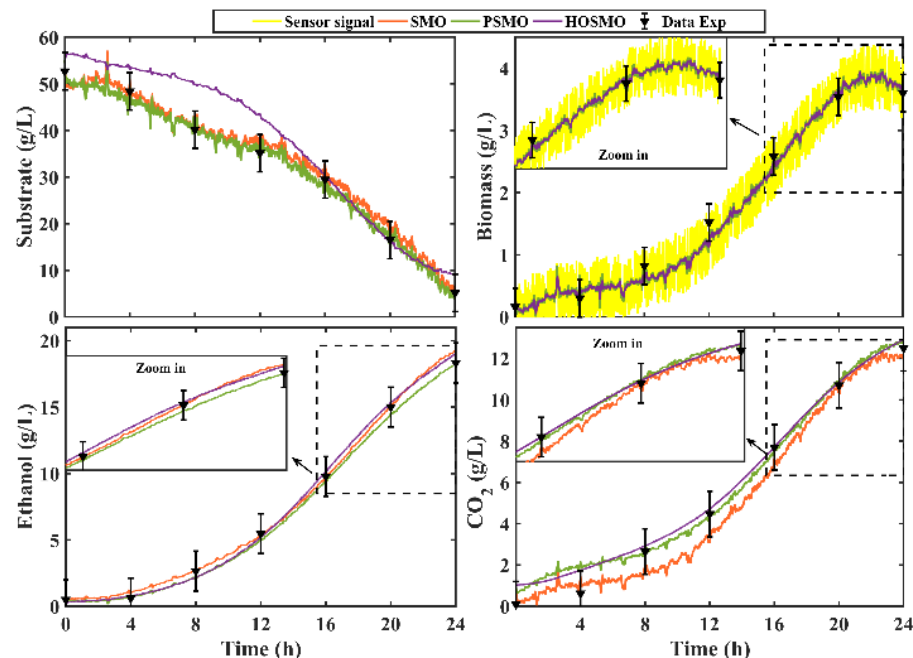 Sensor signal SMO PSMO HOSMO Data Exp
60
50
40
30
20
10
0
Substrate (g/L)
4
3
2
1
0
Biomass (g/L)
Zoom in
20
15
10
5
0
Ethanol (g/L)
Zoom in
0 4 8 12 16 20 24
Time (h)
12
10
8
6
4
2
0
CO2 (g/L)
Zoom in
0 4 8 12 16 20 24
Time (h)